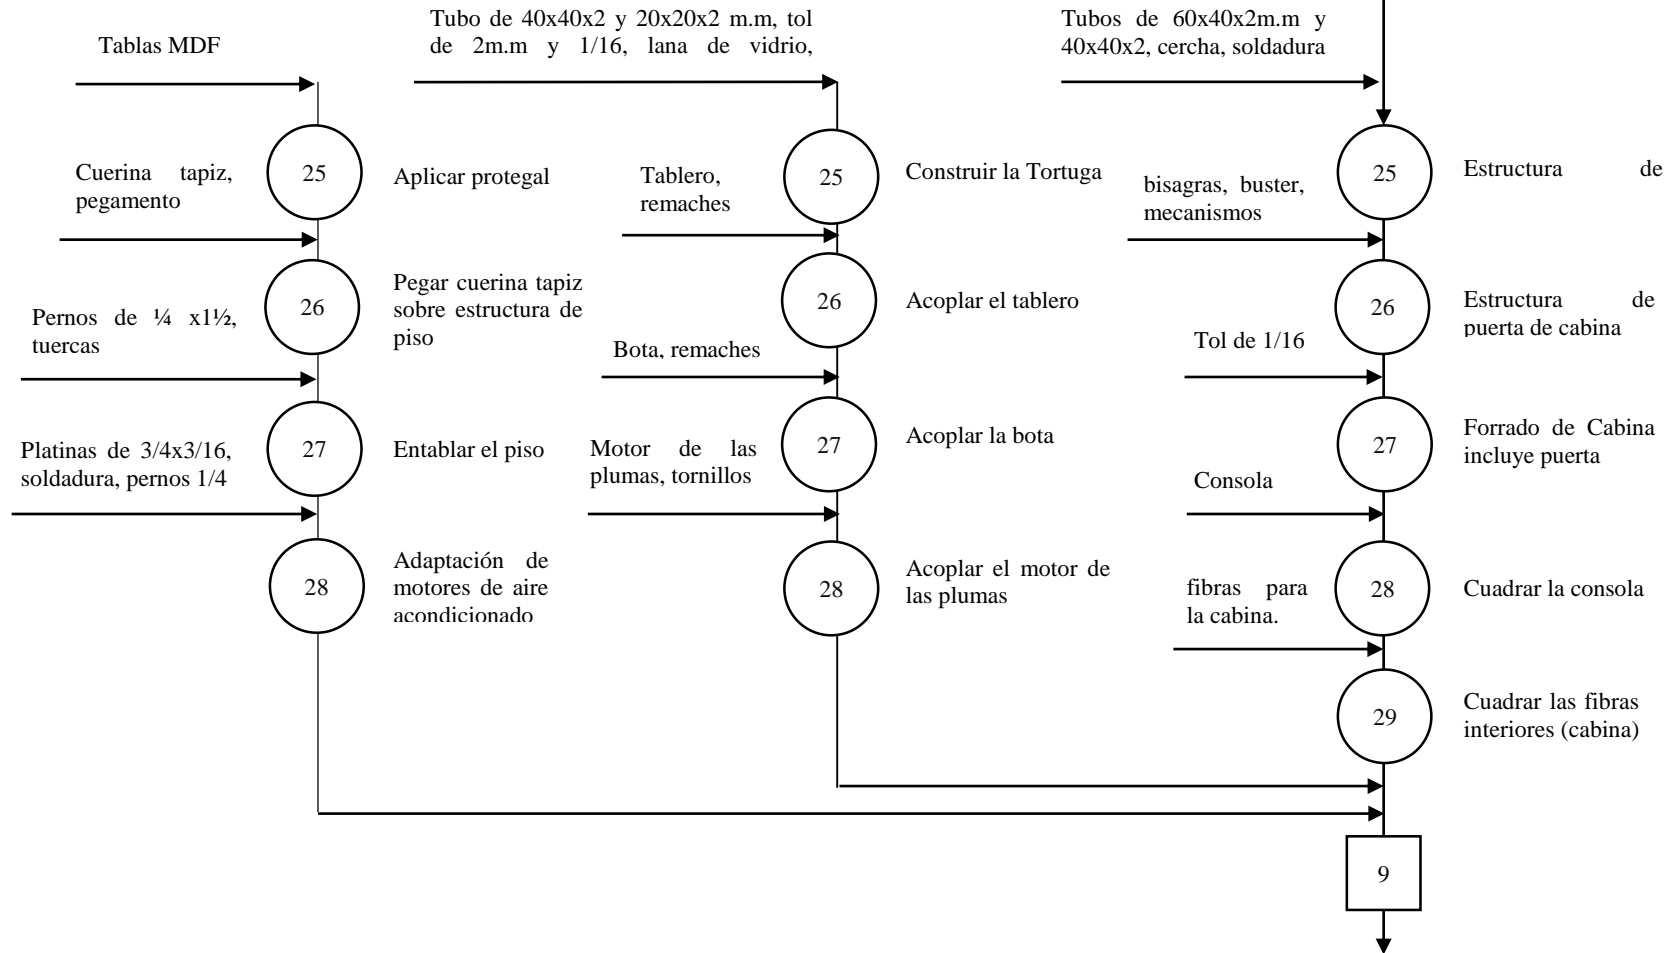 Tablas MDF
25
Aplicar protegal
Cuerina tapiz,
pegamento
26
Pegar cuerina tapiz
sobre estructura de
piso
Pernos de ¼ x1½,
tuercas
27
Entablar el piso
Platinas de 3/4x3/16,
soldadura, pernos 1/4
28
Adaptación de
motores de aire
acondicionado
Tubo de 40x40x2 y 20x20x2 m.m, tol
de 2m.m y 1/16, lana de vidrio,
25
Construir la Tortuga
Tablero,
remaches
26
Acoplar el tablero
Bota, remaches
27
Acoplar la bota
Motor de las
plumas, tornillos
28
Acoplar el motor de
las plumas
Tubos de 60x40x2m.m y
40x40x2, cercha, soldadura
25
Estructura de
bisagras, buster,
mecanismos
26
Estructura de
puerta de cabina
Tol de 1/16
27
Forrado de Cabina
incluye puerta
Consola
28
Cuadrar la consola
fibras para
la cabina.
29
Cuadrar las fibras
interiores (cabina)
9